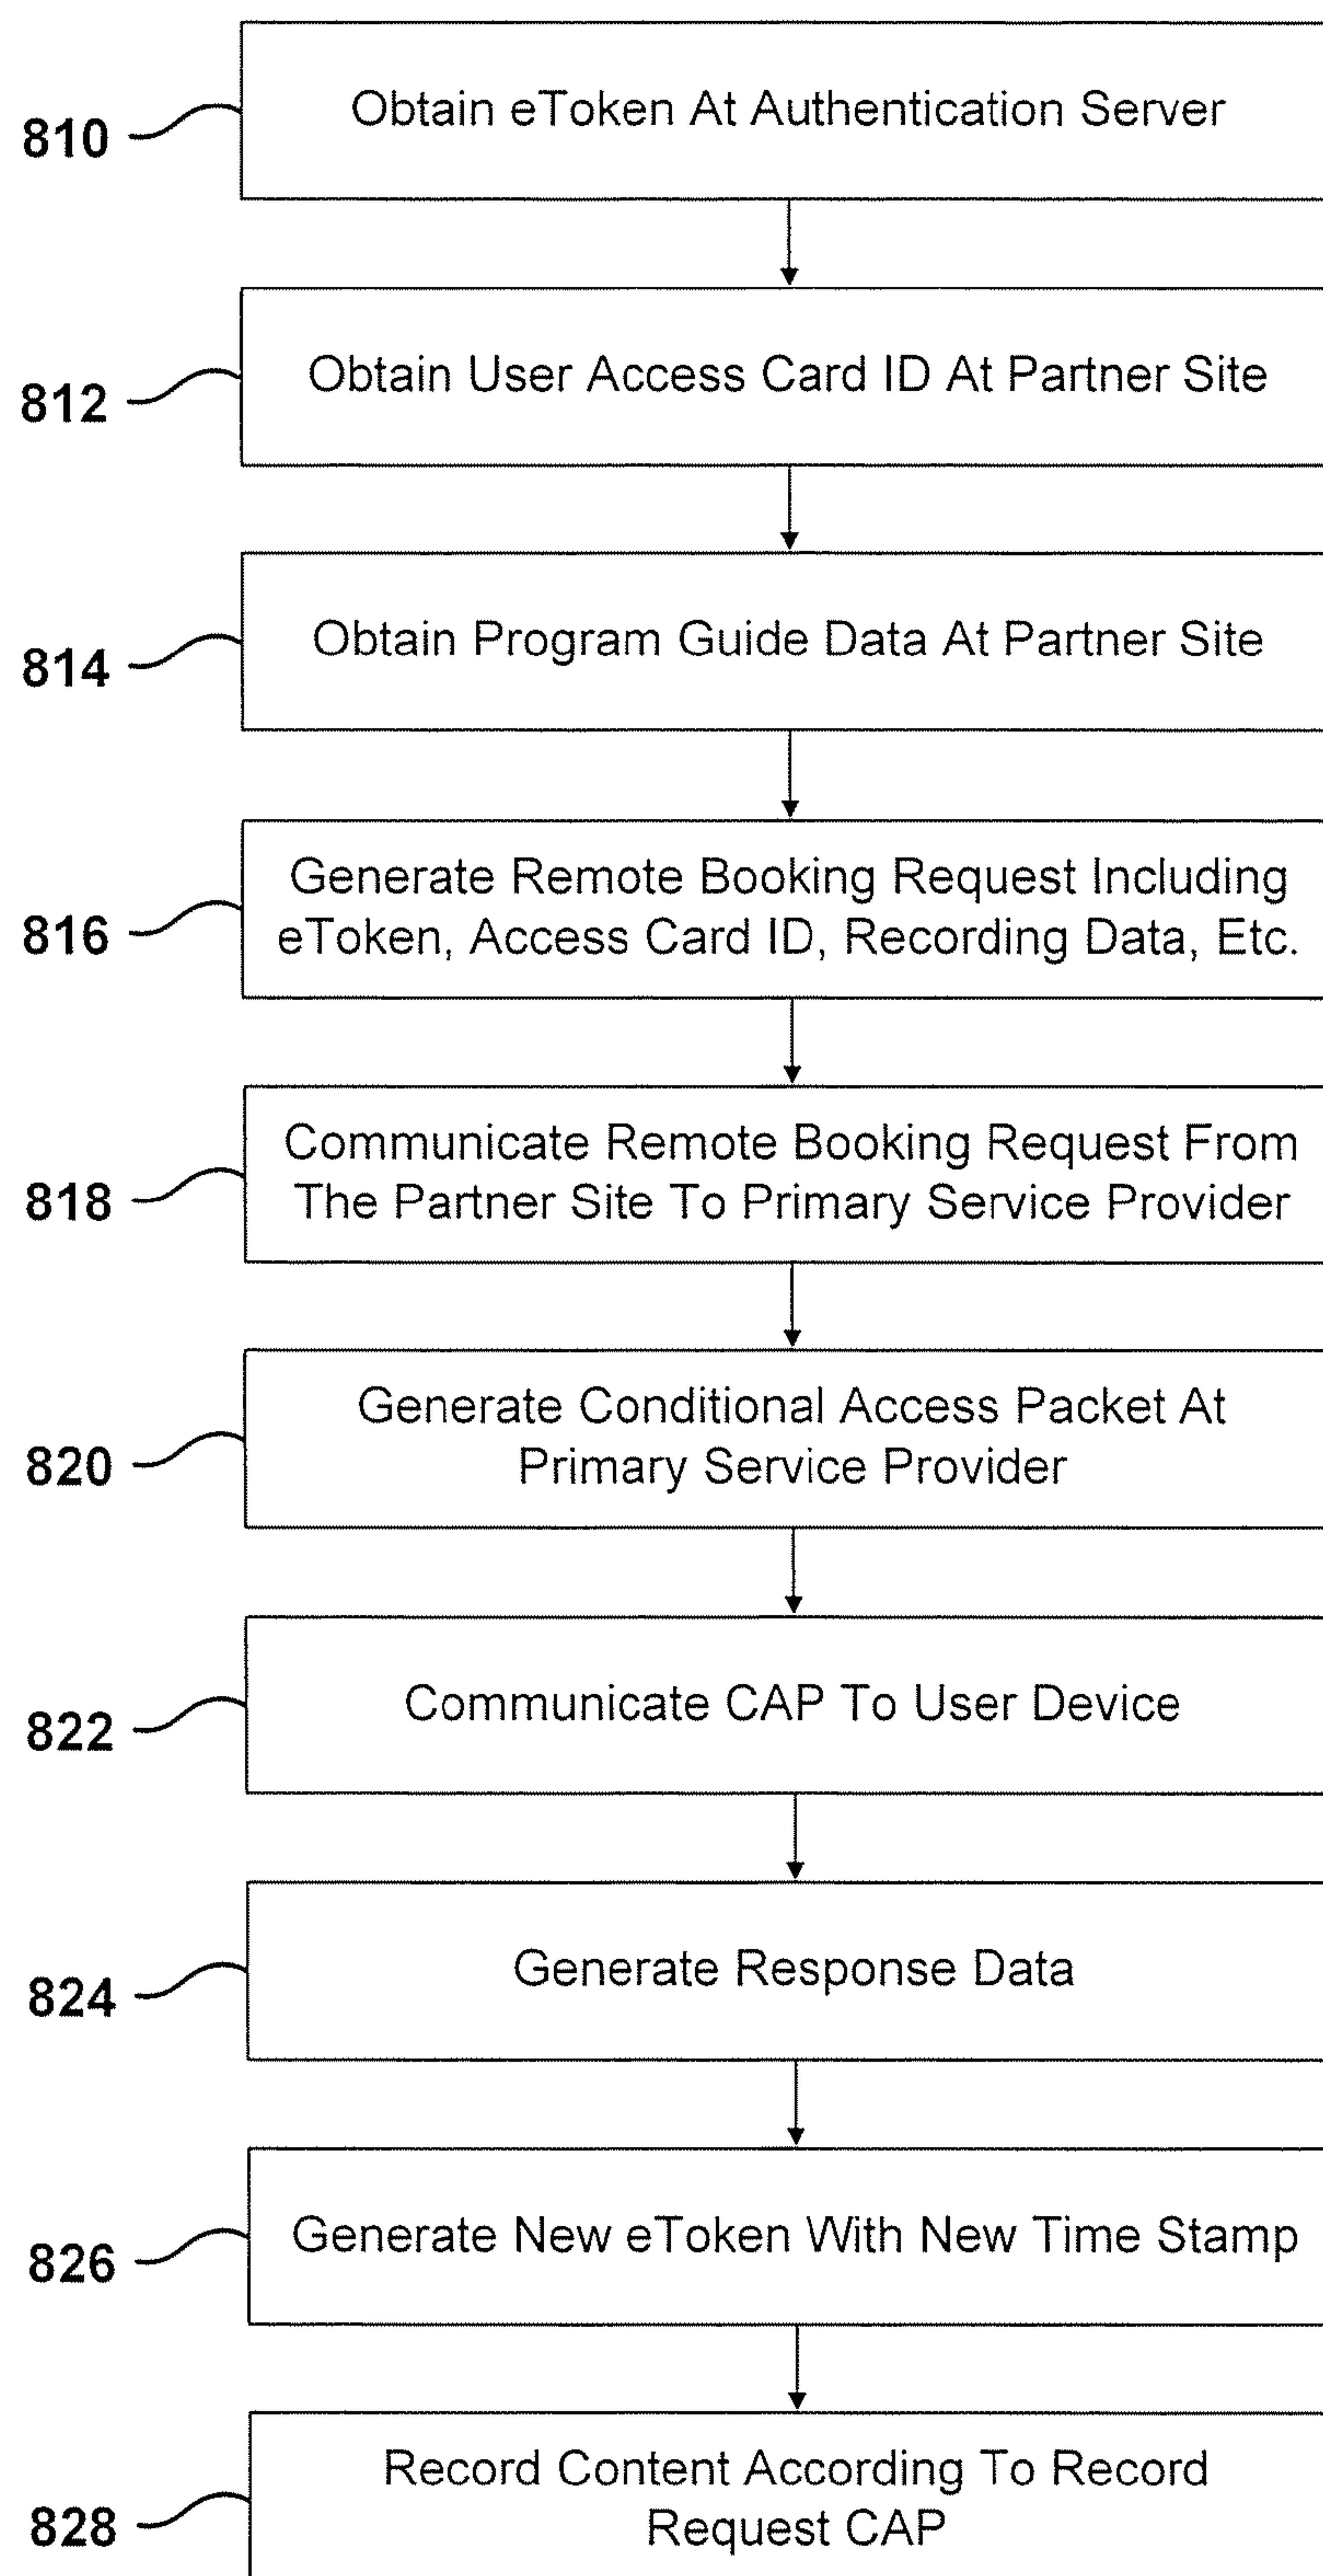 810
Obtain eToken At Authentication Server
812
Obtain User Access Card ID At Partner Site
814
Obtain Program Guide Data At Partner Site
816
Generate Remote Booking Request Including
eToken, Access Card ID, Recording Data, Etc.
818
Communicate Remote Booking Request From
The Partner Site To Primary Service Provider
820
Generate Conditional Access Packet At
Primary Service Provider
822
Communicate CAP To User Device
824
Generate Response Data
826
Generate New eToken With New Time Stamp
828
Record Content According To Record
Request CAP